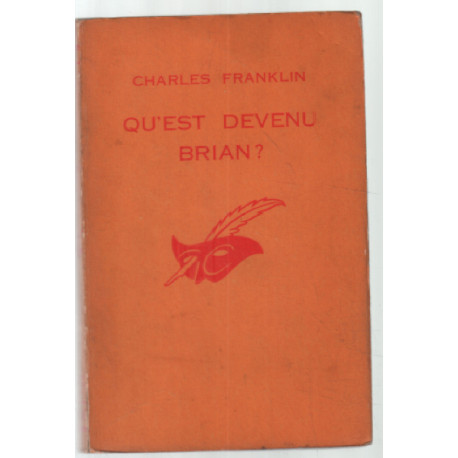 CHARLES FRANKLIN
QU'EST DEVENU
BRIAN?